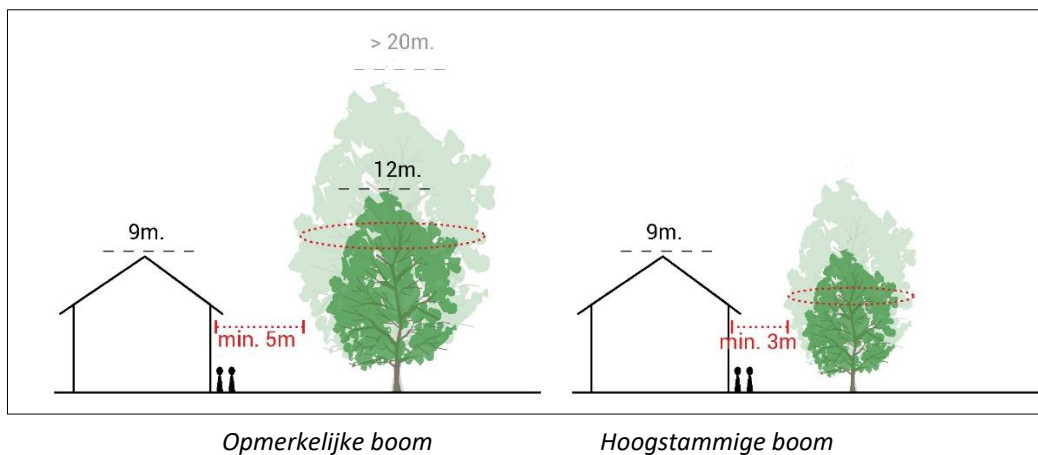 > 20m.
12m.
9m.
min. 5m
9m.
min. 3m
Opmerkelijke boom
Hoogstammige boom